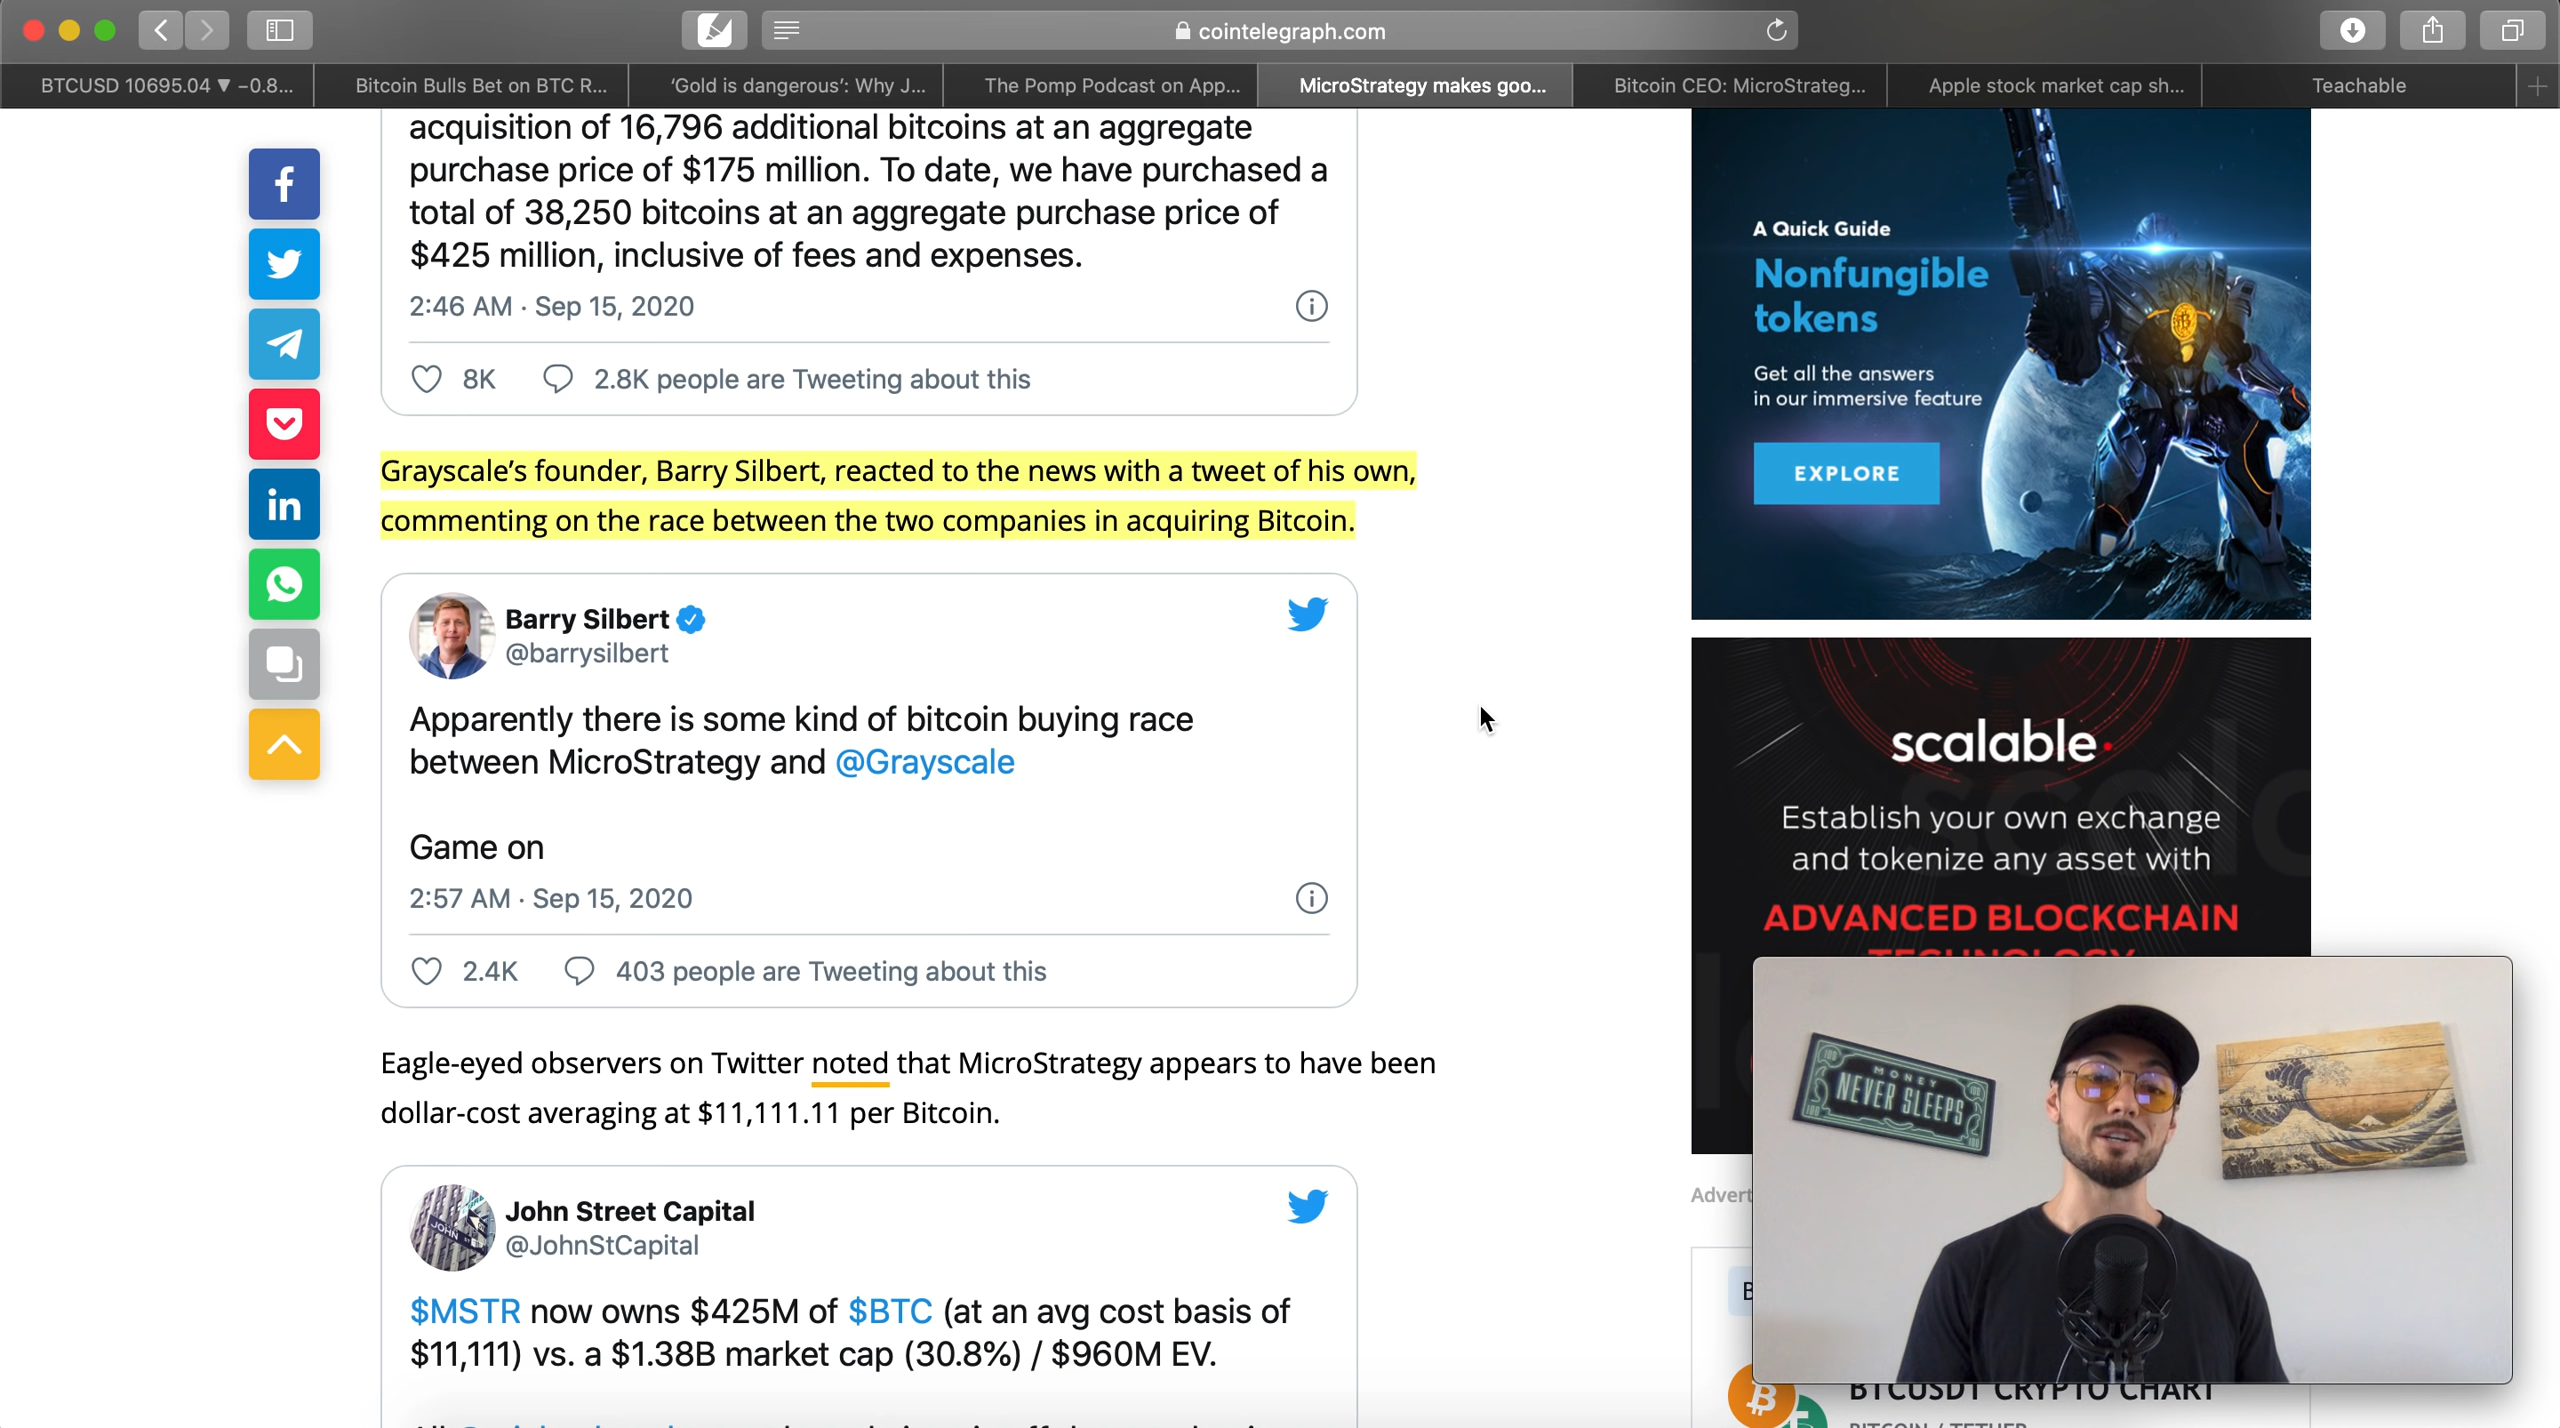 cointelegraph.com
BTCUSD 10695.04 ▼ −0.8...
Bitcoin Bulls Bet on BTC R...
‘Gold is dangerous’: Why J...
The Pomp Podcast on App...
MicroStrategy makes goo...
Bitcoin CEO: MicroStrateg...
Apple stock market cap sh...
Teachable
acquisition of 16,796 additional bitcoins at an aggregate
purchase price of $175 million. To date, we have purchased a
total of 38,250 bitcoins at an aggregate purchase price of
$425 million, inclusive of fees and expenses.
2:46 AM · Sep 15, 2020
8K
2.8K people are Tweeting about this
Grayscale’s founder, Barry Silbert, reacted to the news with a tweet of his own,
commenting on the race between the two companies in acquiring Bitcoin.
Barry Silbert
@barrysilbert
Apparently there is some kind of bitcoin buying race
between MicroStrategy and @Grayscale
Game on
2:57 AM · Sep 15, 2020
2.4K
403 people are Tweeting about this
Eagle-eyed observers on Twitter noted that MicroStrategy appears to have been
dollar-cost averaging at $11,111.11 per Bitcoin.
John Street Capital
@JohnStCapital
$MSTR now owns $425M of $BTC (at an avg cost basis of
$11,111) vs. a $1.38B market cap (30.8%) / $960M EV.
A Quick Guide
Nonfungible
tokens
Get all the answers
in our immersive feature
EXPLORE
scalable
Establish your own exchange
and tokenize any asset with
ADVANCED BLOCKCHAIN
TECHNOLOGY
Advert
MONEY
NEVER SLEEPS
BTCUSDT CRYPTO CHART
BITCOIN / TETHER